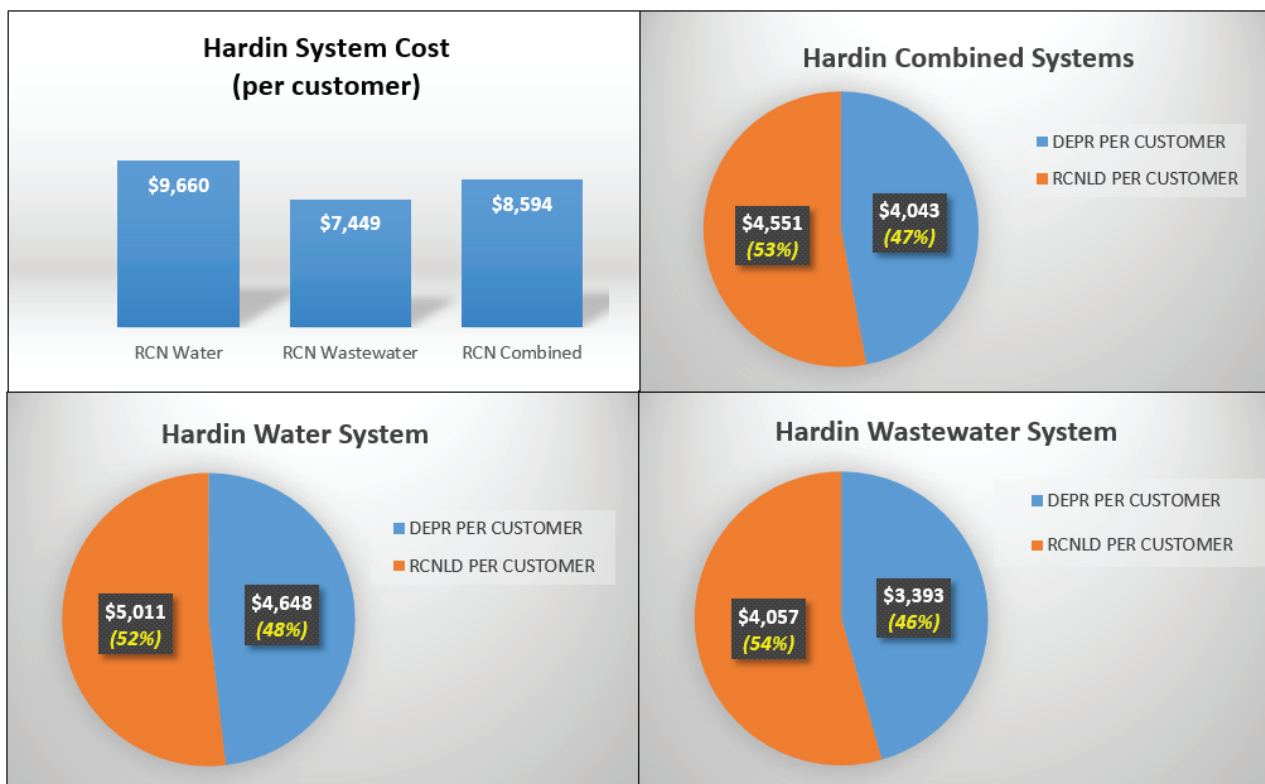 Hardin System Cost
(per customer)
$9,660
$7,449
$8,594
RCN Water
RCN Wastewater
RCN Combined
Hardin Combined Systems
DEPR PER CUSTOMER
RCNLD PER CUSTOMER
$4,551
(53%)
$4,043
(47%)
Hardin Water System
DEPR PER CUSTOMER
RCNLD PER CUSTOMER
$5,011
(52%)
$4,648
(48%)
Hardin Wastewater System
DEPR PER CUSTOMER
RCNLD PER CUSTOMER
$4,057
(54%)
$3,393
(46%)